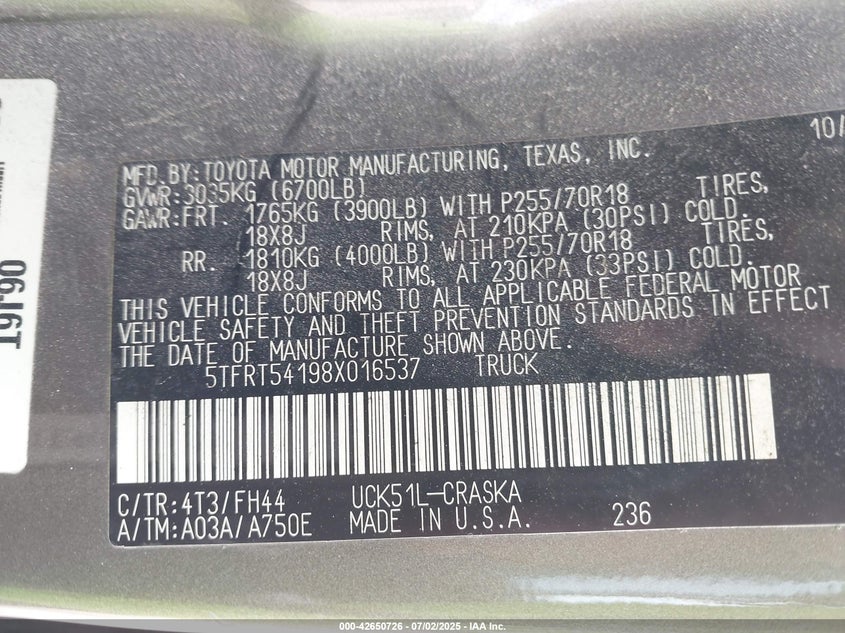 10/
MFD.BY:TOYOTA MOTOR MANUFACTURING, TEXAS, INC.
GVWR:3035KG (6700LB)
GAWR:FRT. 1765KG (3900LB) WITH P255/70R18 TIRES,
18X8J RIMS, AT 210KPA (30PSI) COLD.
RR. 1810KG (4000LB) WITH P255/70R18 TIRES,
18X8J RIMS, AT 230KPA (33PSI) COLD.
THIS VEHICLE CONFORMS TO ALL APPLICABLE FEDERAL MOTOR
VEHICLE SAFETY AND THEFT PREVENTION STANDARDS IN EFFECT
THE DATE OF MANUFACTURE SHOWN ABOVE.
5TFRT54198X016537 TRUCK
C/TR:4T3/FH44 UCK51L-CRASKA
A/TM:A03A/A750E MADE IN U.S.A. 236
000-42650726 - 07/02/2025 - IAA Inc.